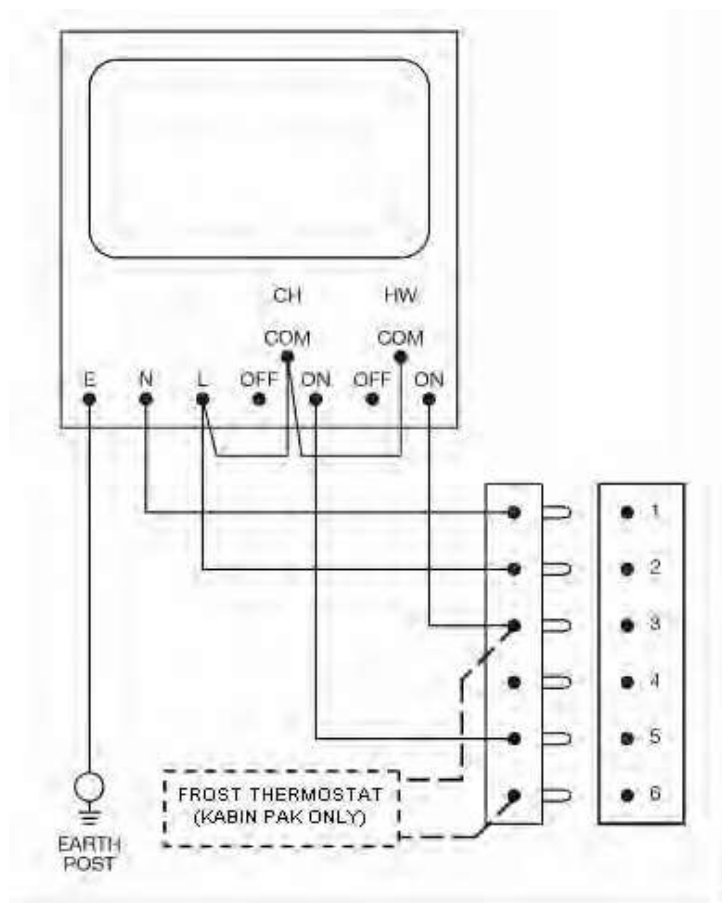 CH HW
COM COM
E N L OFF ON OFF ON
1
2
3
4
5
6
FROST THERMOSTAT
(KABIN PAK ONLY)
EARTH
POST